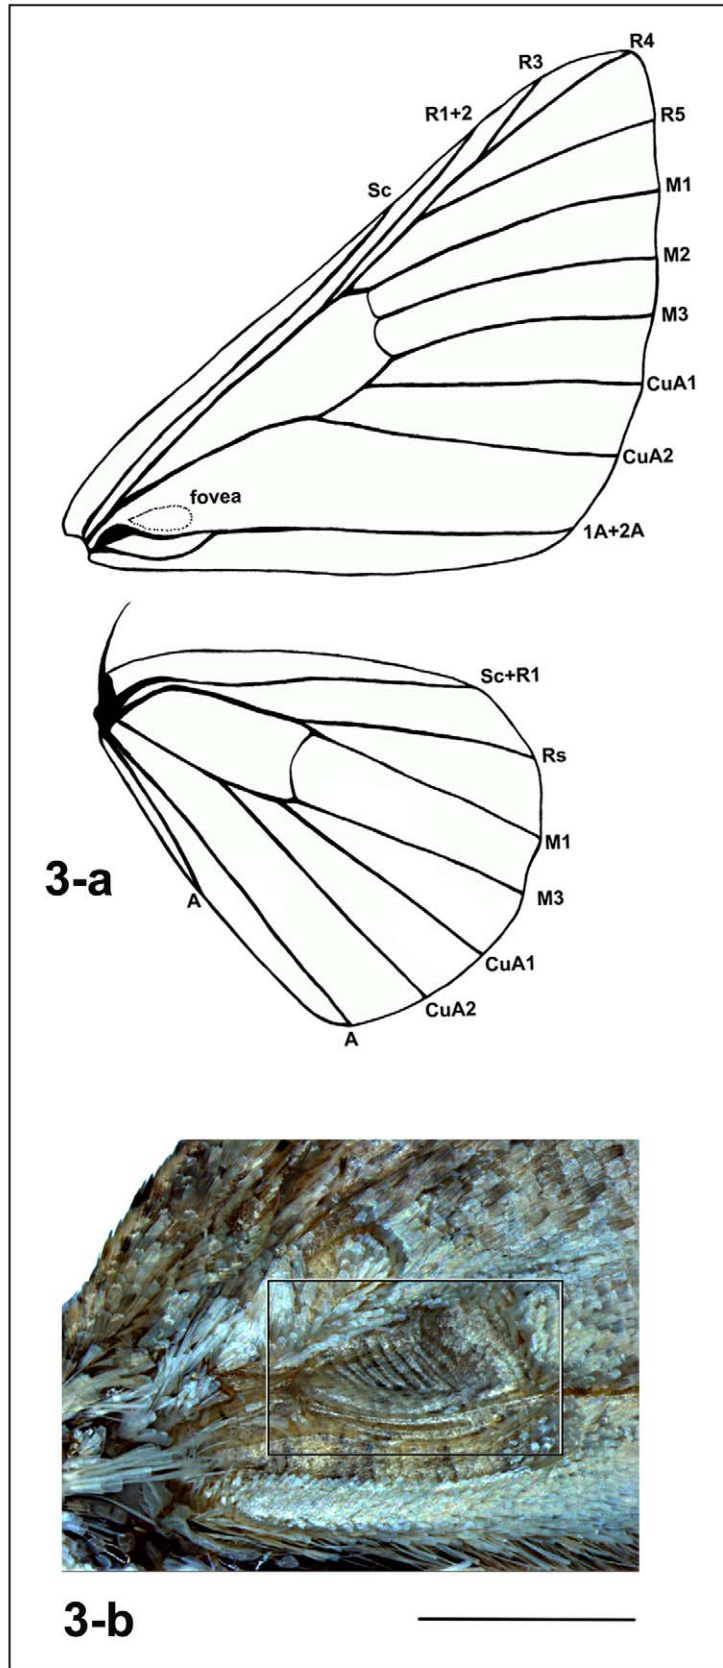 R4
R3
R1+2
R5
Sc
M1
M2
M3
CuA1
CuA2
fovea
1A+2A
Sc+R1
Rs
M1
3-a
A
M3
CuA1
CuA2
A
3-b